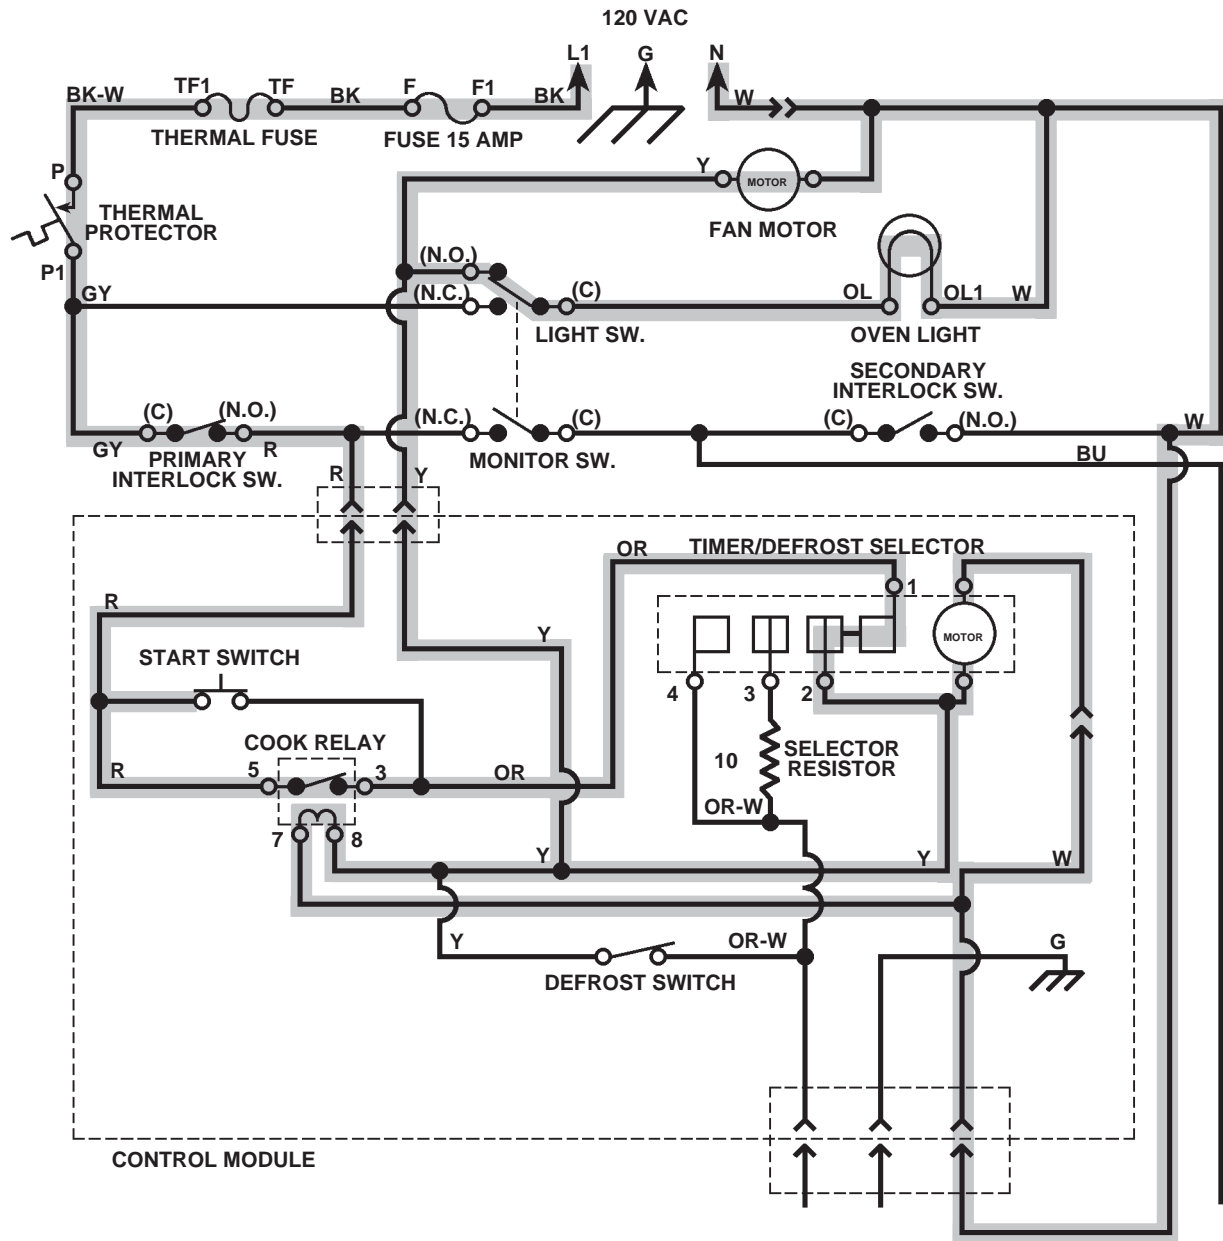 120 VAC
L1 G N
BK-W TF1 TF BK F F1 BK W
THERMAL FUSE FUSE 15 AMP
P Y MOTOR
THERMAL
PROTECTOR
FAN MOTOR
P1 (N.O.)
GY (N.C.) (C) OL OL1 W
LIGHT SW. OVEN LIGHT
SECONDARY
INTERLOCK SW.
(C) (N.O.) (N.C.) (C) (C) (N.O.) W
GY R
PRIMARY
INTERLOCK SW.
MONITOR SW. BU
R Y
OR TIMER/DEFROST SELECTOR
1
R Y MOTOR
START SWITCH
4 3 2
COOK RELAY
R 5 3 OR 10 SELECTOR
RESISTOR
OR-W
7 8 Y Y W
Y OR-W G
DEFROST SWITCH
CONTROL MODULE